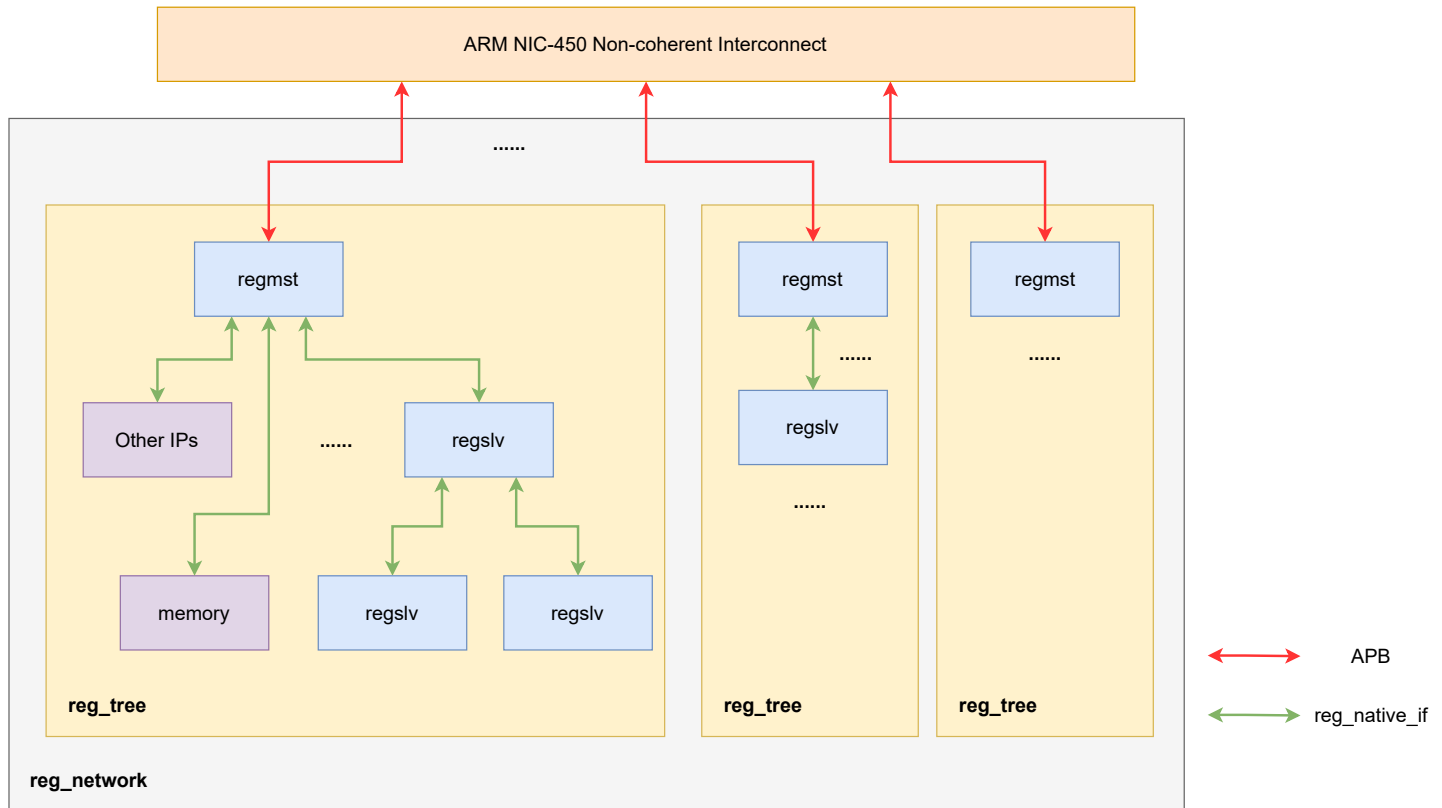 ARM NIC-450 Non-coherent Interconnect
......
regmst
regmst
regmst
......
......
Other IPs
......
regslv
regslv
......
memory
regslv
regslv
APB
reg_tree
reg_tree
reg_tree
reg_native_if
reg_network